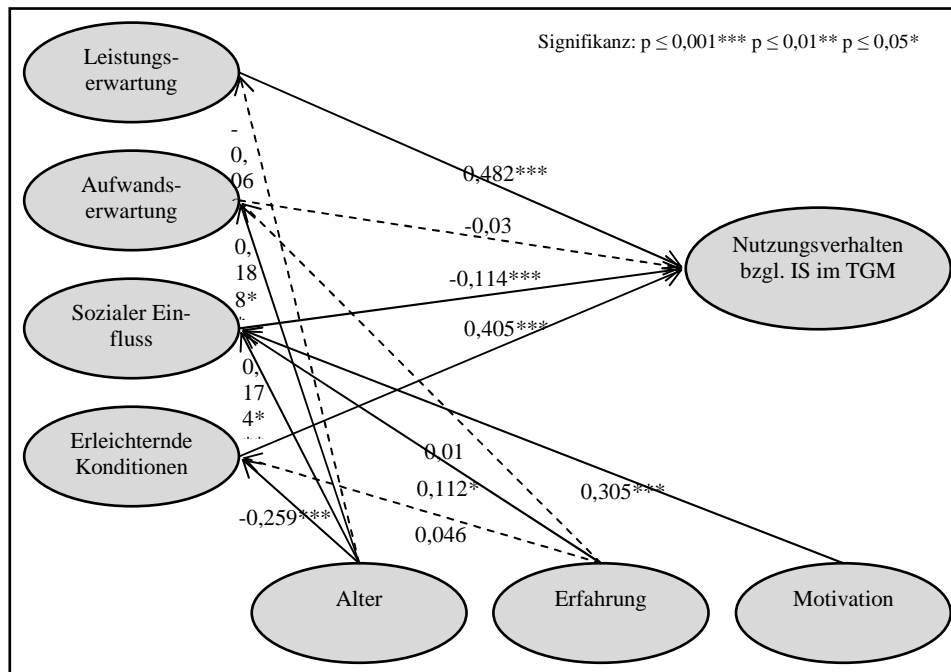 Signifikanz: p ≤ 0,001*** p ≤ 0,01** p ≤ 0,05*
Leistungs-
erwartung
-
0,
06
Aufwands-
erwartung
0,482***
-0,03
Nutzungsverhalten
bzgl. IS im TGM
0,
18
8*
-0,114***
Sozialer Ein-
fluss
0,405***
0,
17
4*
Erleichternde
Konditionen
0,01
0,112*
0,305***
-0,259***
0,046
Alter
Erfahrung
Motivation